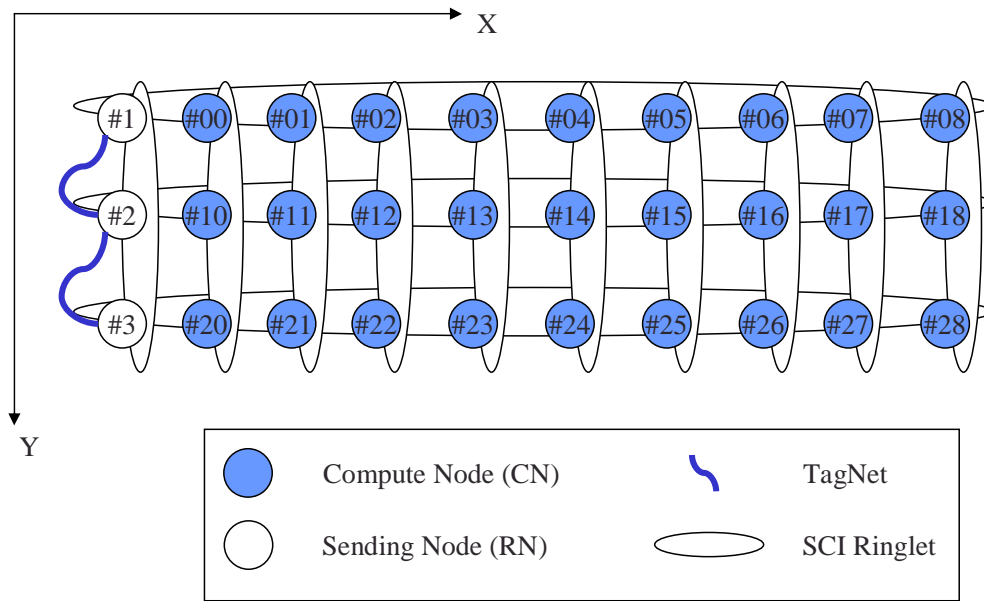 X
#1 #00 #01 #02 #03 #04 #05 #06 #07 #08
#2 #10 #11 #12 #13 #14 #15 #16 #17 #18
#3 #20 #21 #22 #23 #24 #25 #26 #27 #28
Y
Compute Node (CN)
TagNet
Sending Node (RN)
SCI Ringlet